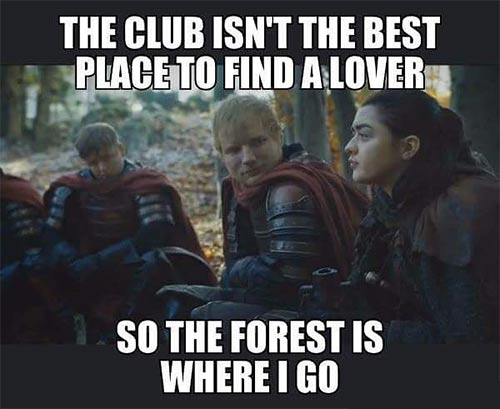 THE CLUB ISN'T THE BEST
PLACE TO FIND A LOVER
SO THE FOREST IS
WHERE I GO